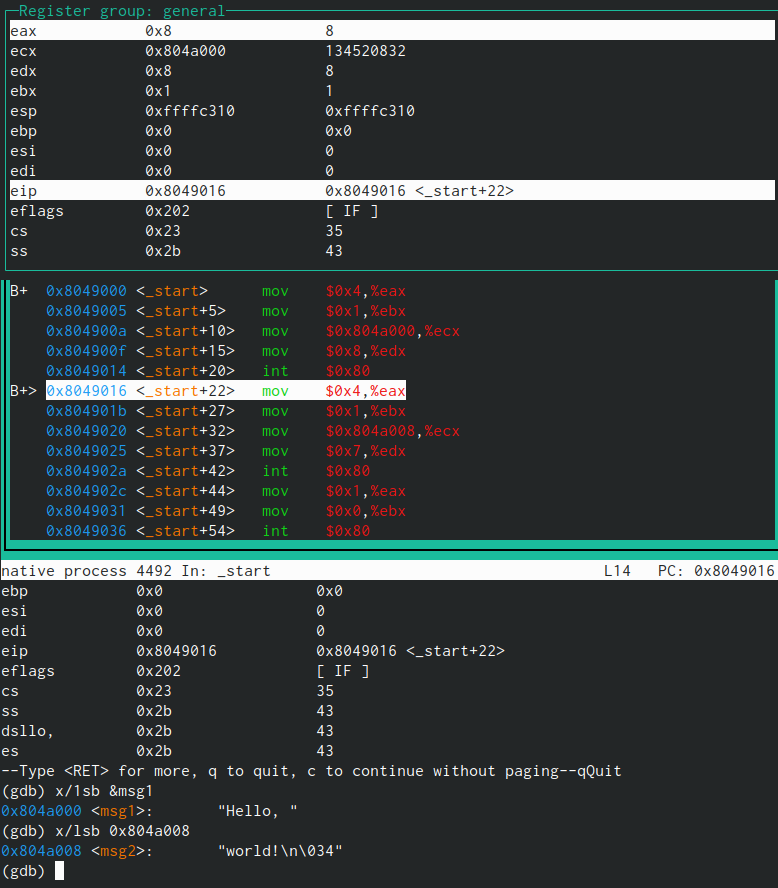 Register group: general
eax 0x8 8
ecx 0x804a000 134520832
edx 0x8 8
ebx 0x1 1
esp 0xffffc310 0xffffc310
ebp 0x0 0x0
esi 0x0 0
edi 0x0 0
eip 0x8049016 0x8049016 <_start+22>
eflags 0x202 [ IF ]
cs 0x23 35
ss 0x2b 43
B+ 0x8049000 <_start> mov $0x4,%eax
0x8049005 <_start+5> mov $0x1,%ebx
0x804900a <_start+10> mov $0x804a000,%ecx
0x804900f <_start+15> mov $0x8,%edx
0x8049014 <_start+20> int $0x80
B+> 0x8049016 <_start+22> mov $0x4,%eax
0x804901b <_start+27> mov $0x1,%ebx
0x8049020 <_start+32> mov $0x804a008,%ecx
0x8049025 <_start+37> mov $0x7,%edx
0x804902a <_start+42> int $0x80
0x804902c <_start+44> mov $0x1,%eax
0x8049031 <_start+49> mov $0x0,%ebx
0x8049036 <_start+54> int $0x80
native process 4492 In: _start L14 PC: 0x8049016
ebp 0x0 0x0
esi 0x0 0
edi 0x0 0
eip 0x8049016 0x8049016 <_start+22>
eflags 0x202 [ IF ]
cs 0x23 35
ss 0x2b 43
dsllo, 0x2b 43
es 0x2b 43
--Type <RET> for more, q to quit, c to continue without paging--qQuit
(gdb) x/1sb &msg1
0x804a000 <msg1>: "Hello, "
(gdb) x/lsb 0x804a008
0x804a008 <msg2>: "world!\n\034"
(gdb)